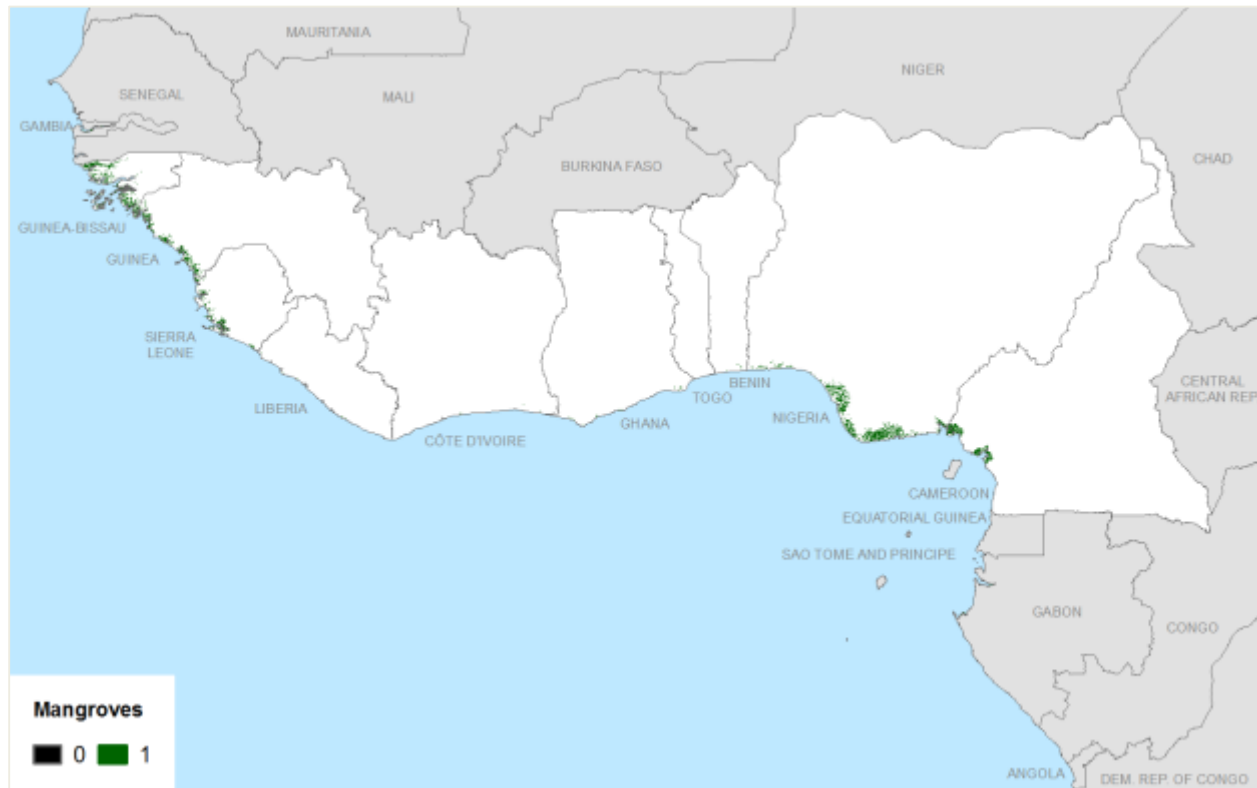 MAURITANIA
NIGER
SENEGAL
MALI
GAMBIA
CHAD
BURKINA FASO
GUINEA-BISSAU
GUINEA
SIERRA
LEONE
LIBERIA
CÔTE D'IVOIRE
GHANA
TOGO
BENIN
NIGERIA
CENTRAL
AFRICAN REP
CAMEROON
EQUATORIAL GUINEA
SAO TOME AND PRINCIPE
GABON
CONGO
ANGOLA
DEM. REP. OF CONGO
Mangroves
0 1